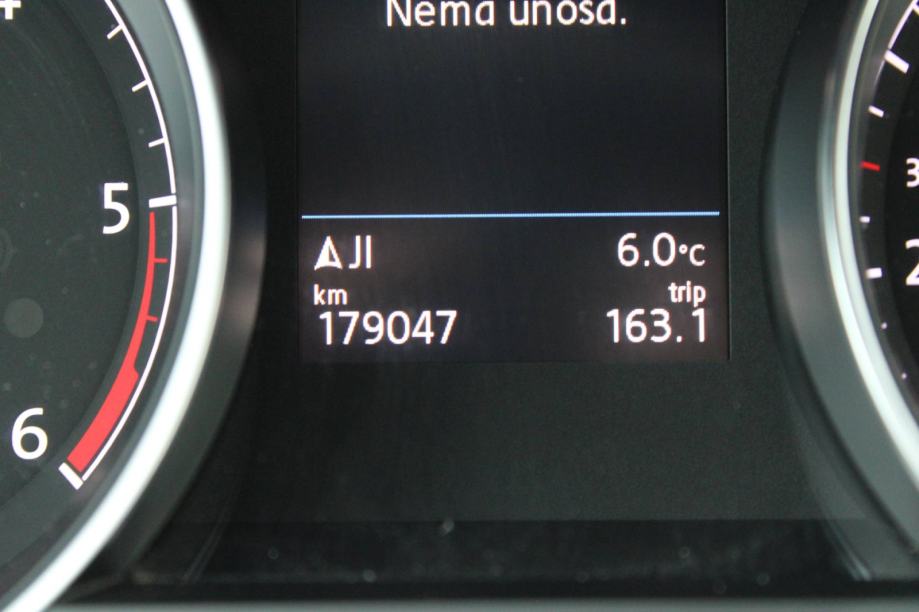 Nema unosa.
5
JI 6.0°C
km trip
179047 163.1
6